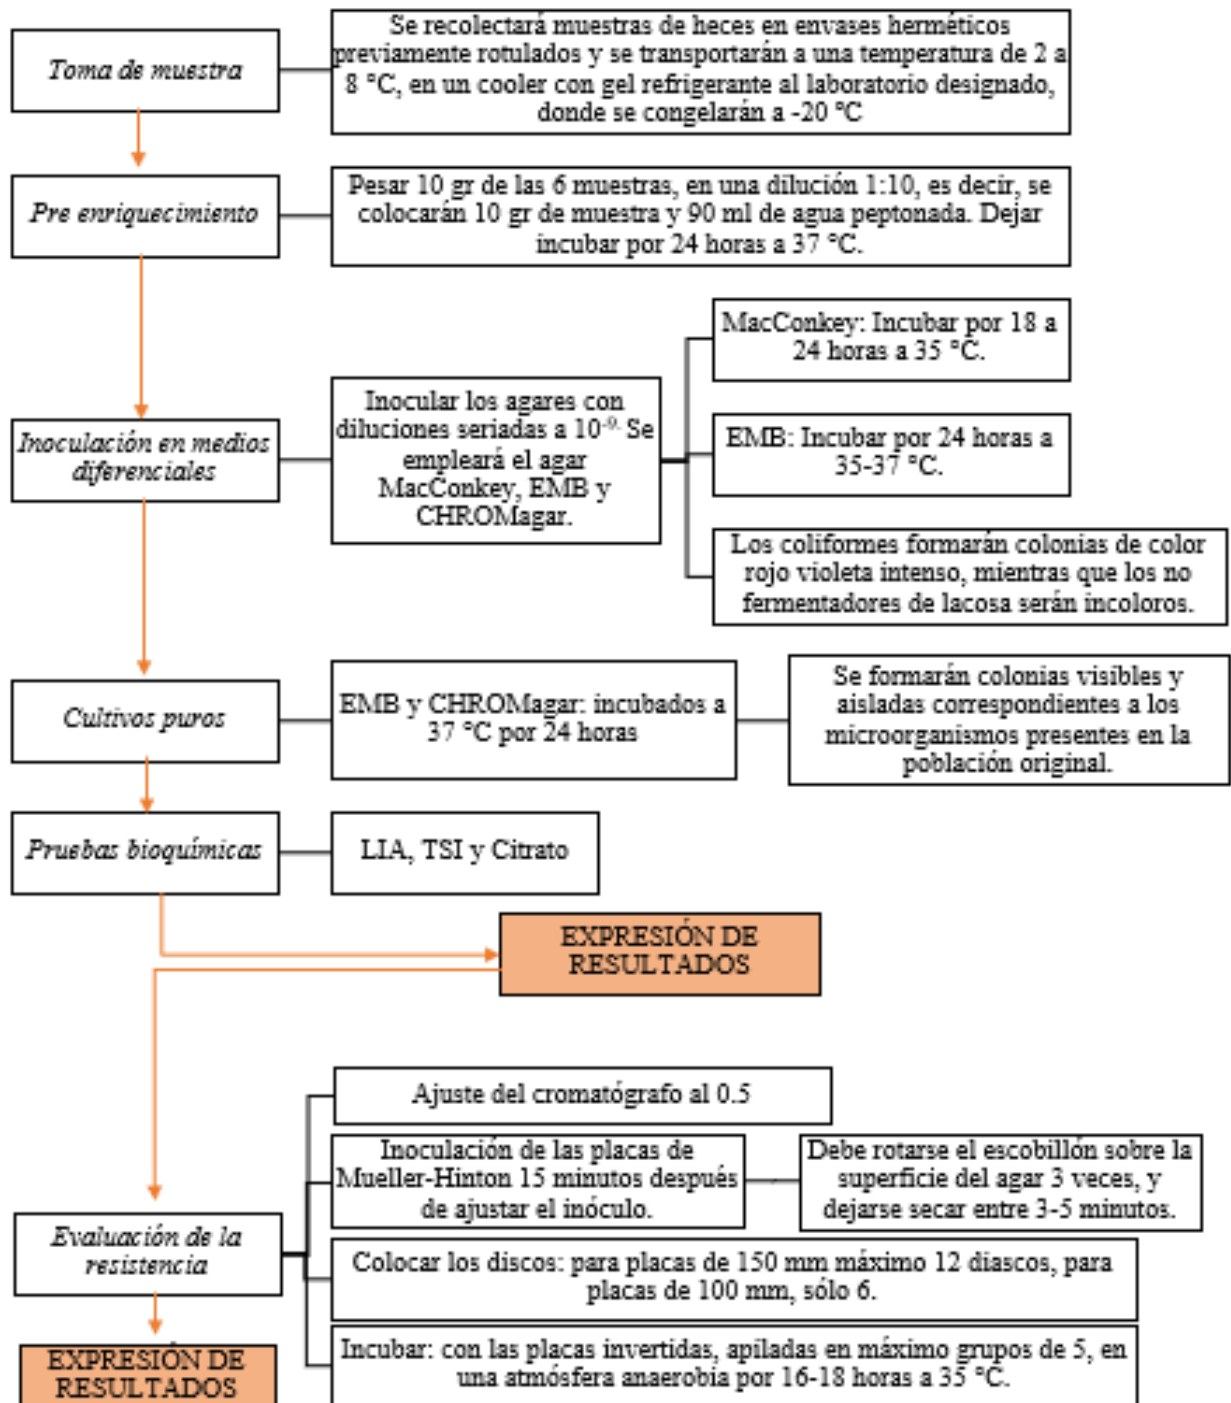 Toma de muestra
Se recolectará muestras de heces en envases herméticos
previamente rotulados y se transportarán a una temperatura de 2 a
8 °C, en un cooler con gel refrigerante al laboratorio designado,
donde se congelarán a -20 °C
Pre enriquecimiento
Pesar 10 gr de las 6 muestras, en una dilución 1:10, es decir, se
colocarán 10 gr de muestra y 90 ml de agua peptonada. Dejar
incubar por 24 horas a 37 °C.
Inoculación en medios
diferenciales
Inocular los agares con
diluciones seriadas a 10⁻⁹. Se
empleará el agar
MacConkey, EMB y
CHROMagar.
MacConkey: Incubar por 18 a
24 horas a 35 °C.
EMB: Incubar por 24 horas a
35-37 °C.
Los coliformes formarán colonias de color
rojo violeta intenso, mientras que los no
fermentadores de lacosa serán incoloros.
Cultivos puros
EMB y CHROMagar: incubados a
37 °C por 24 horas
Se formarán colonias visibles y
aisladas correspondientes a los
microorganismos presentes en la
población original.
Pruebas bioquímicas
LIA, TSI y Citrato
EXPRESIÓN DE
RESULTADOS
Evaluación de la
resistencia
Ajuste del cromatógrafo al 0.5
Inoculación de las placas de
Mueller-Hinton 15 minutos después
de ajustar el inóculo.
Debe rotarse el escobillón sobre la
superficie del agar 3 veces, y
dejarse secar entre 3-5 minutos.
Colocar los discos: para placas de 150 mm máximo 12 diascos, para
placas de 100 mm, sólo 6.
Incubar: con las placas invertidas, apiladas en máximo grupos de 5, en
una atmósfera anaerobia por 16-18 horas a 35 °C.
EXPRESIÓN DE
RESULTADOS